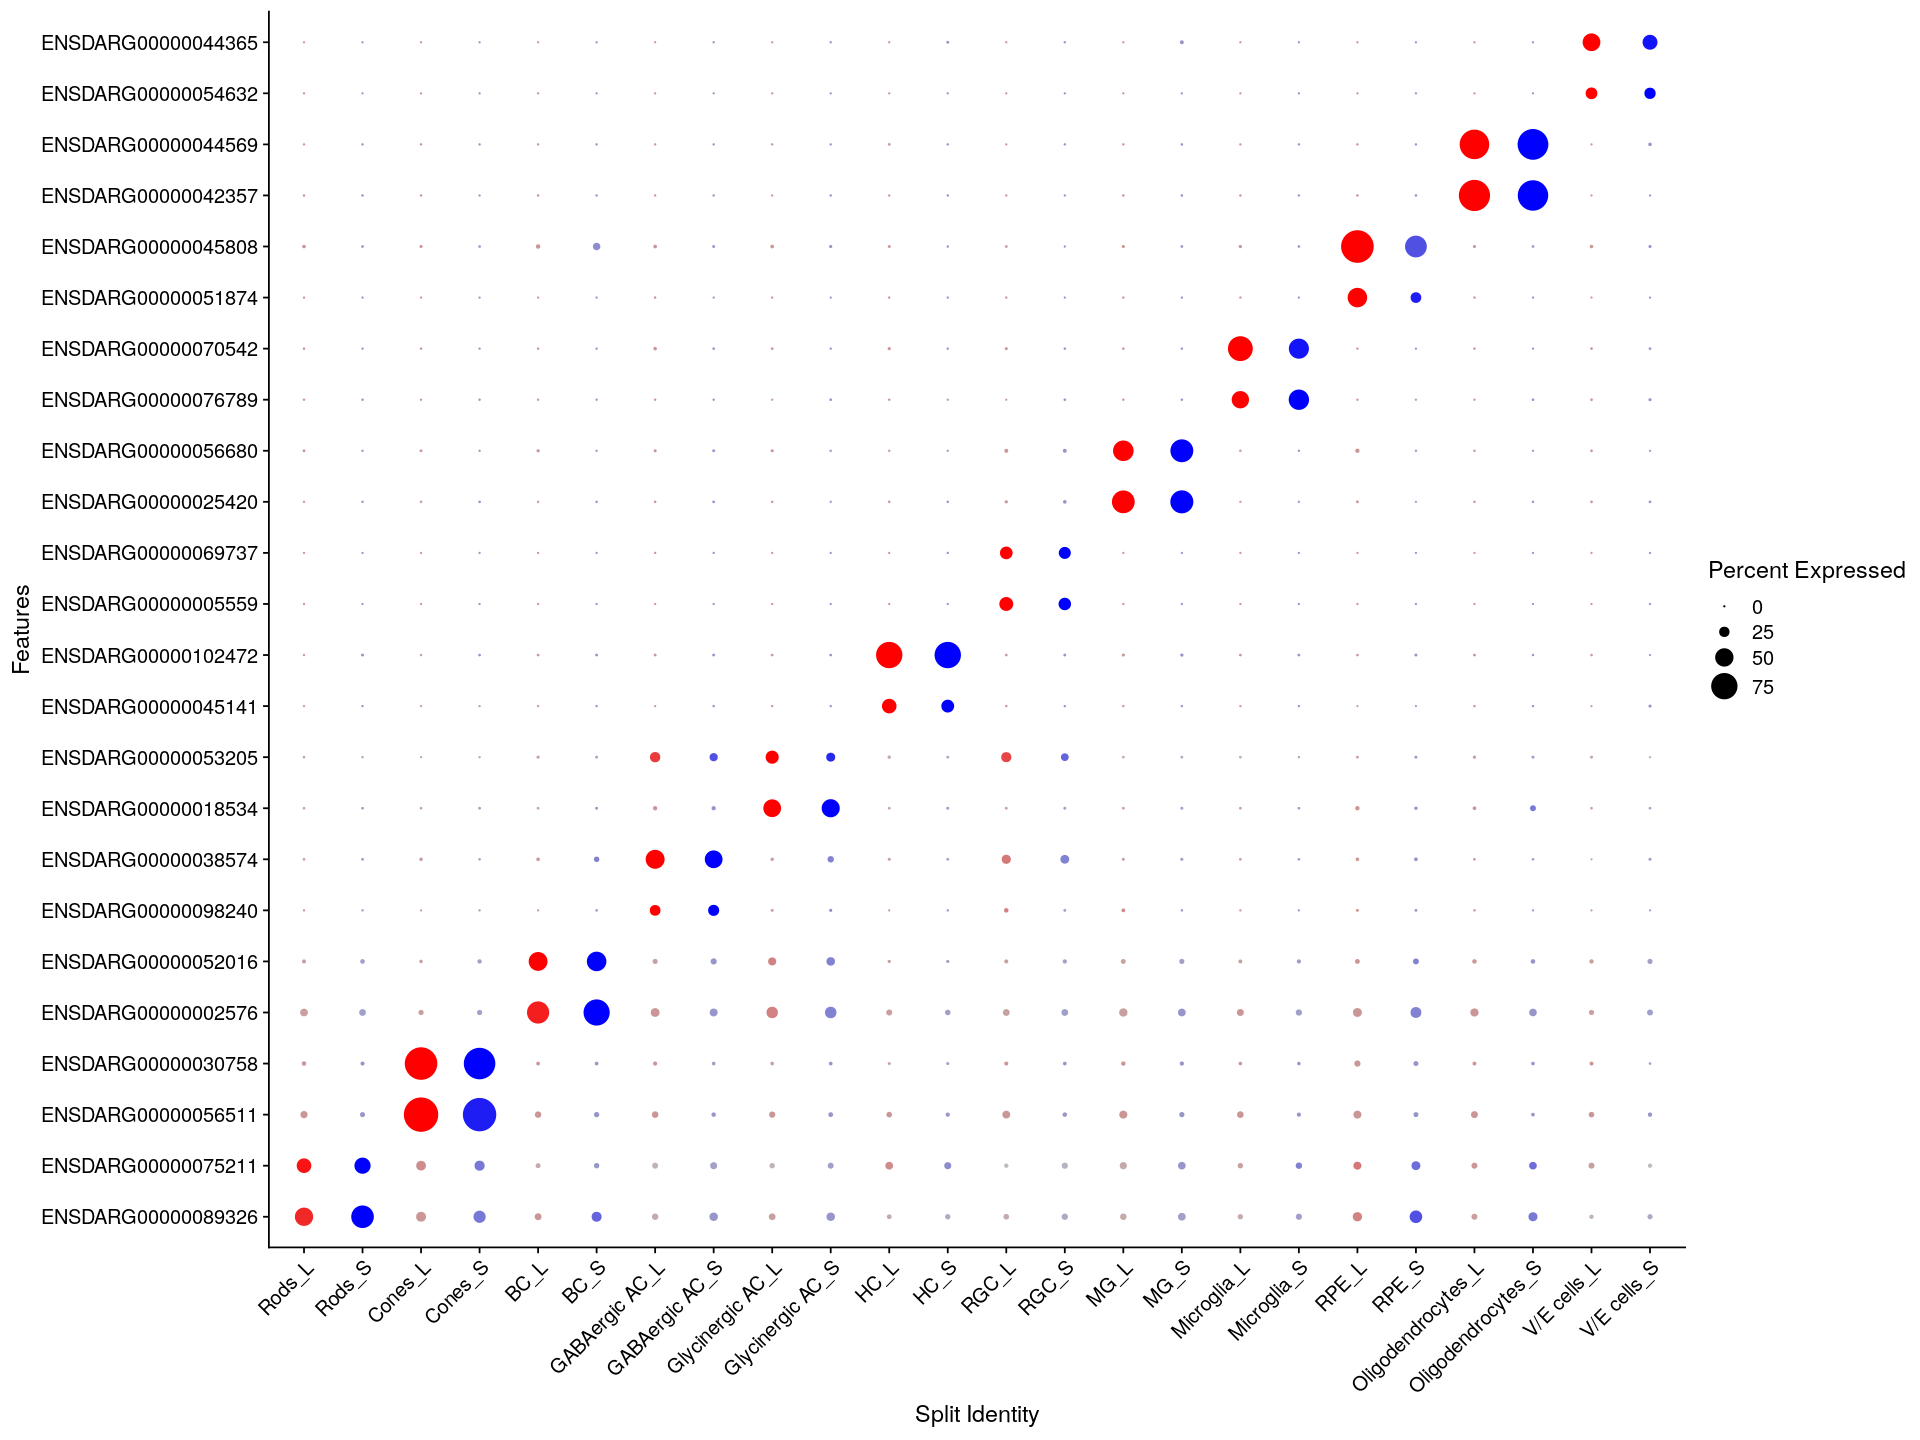 ENSDARG00000044365
ENSDARG00000054632
ENSDARG00000044569
ENSDARG00000042357
ENSDARG00000045808
ENSDARG00000051874
ENSDARG00000070542
ENSDARG00000076789
ENSDARG00000056680
ENSDARG00000025420
ENSDARG00000069737
ENSDARG00000005559
ENSDARG00000102472
ENSDARG00000045141
ENSDARG00000053205
ENSDARG00000018534
ENSDARG00000038574
ENSDARG00000098240
ENSDARG00000052016
ENSDARG00000002576
ENSDARG00000030758
ENSDARG00000056511
ENSDARG00000075211
ENSDARG00000089326
Features
Rods_L
Rods_S
Cones_L
Cones_S
BC_L
BC_S
GABAergic AC_L
GABAergic AC_S
Glycinergic AC_L
Glycinergic AC_S
HC_L
HC_S
RGC_L
RGC_S
MG_L
MG_S
Microglia_L
Microglia_S
RPE_L
RPE_S
Oligodendrocytes_L
Oligodendrocytes_S
V/E cells_L
V/E cells_S
Split Identity
Percent Expressed
0
25
50
75